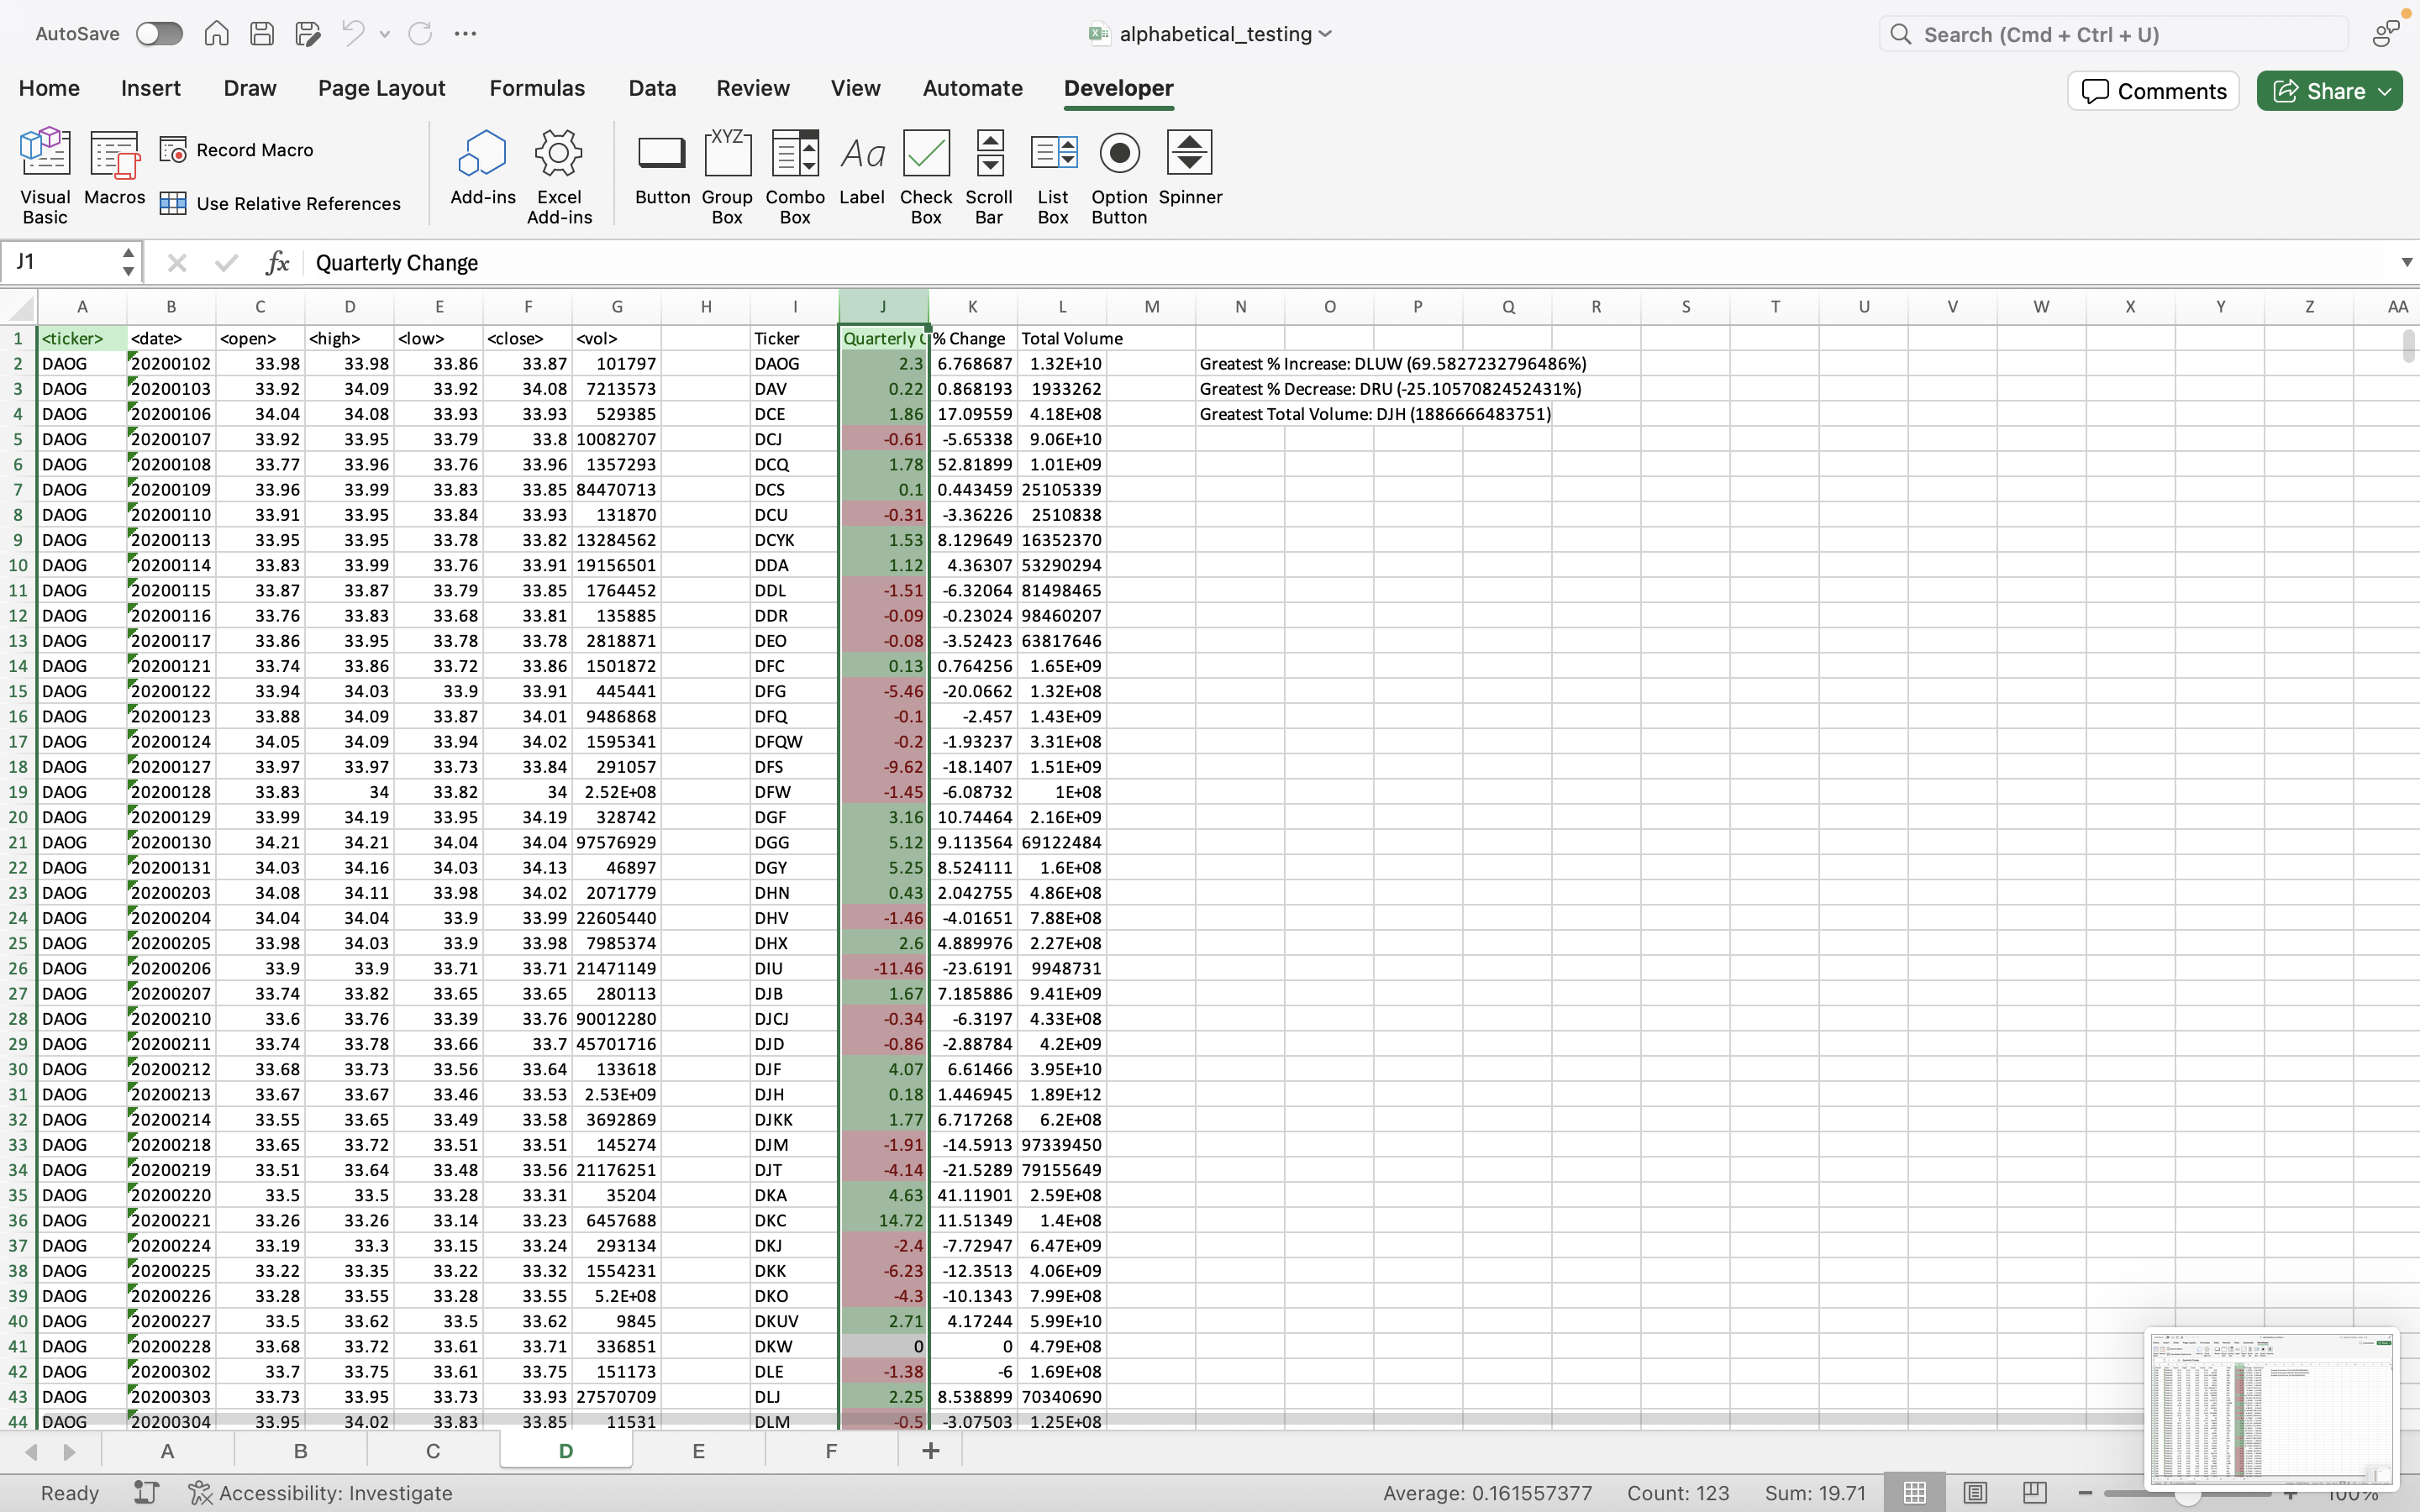 AutoSave
alphabetical_testing
Search (Cmd + Ctrl + U)
Home Insert Draw Page Layout Formulas Data Review View Automate Developer
Comments Share
Visual Basic
Macros
Record Macro
Use Relative References
Add-ins
Excel Add-ins
Button
XYZ
Group Box
Combo Box
Aa
Label
Check Box
Scroll Bar
List Box
Option Button
Spinner
J1 fx Quarterly Change
A B C D E F G H I J K L M N O P Q R S T U V W X Y Z AA
1 <ticker> <date> <open> <high> <low> <close> <vol> Ticker Quarterly C % Change Total Volume
2 DAOG 20200102 33.98 33.98 33.86 33.87 101797 DAOG 2.3 6.768687 1.32E+10 Greatest % Increase: DLUW (69.5827232796486%)
3 DAOG 20200103 33.92 34.09 33.92 34.08 7213573 DAV 0.22 0.868193 1933262 Greatest % Decrease: DRU (-25.1057082452431%)
4 DAOG 20200106 34.04 34.08 33.93 33.93 529385 DCE 1.86 17.09559 4.18E+08 Greatest Total Volume: DJH (1886666483751)
5 DAOG 20200107 33.92 33.95 33.79 33.8 10082707 DCJ -0.61 -5.65338 9.06E+10
6 DAOG 20200108 33.77 33.96 33.76 33.96 1357293 DCQ 1.78 52.81899 1.01E+09
7 DAOG 20200109 33.96 33.99 33.83 33.85 84470713 DCS 0.1 0.443459 25105339
8 DAOG 20200110 33.91 33.95 33.84 33.93 131870 DCU -0.31 -3.36226 2510838
9 DAOG 20200113 33.95 33.95 33.78 33.82 13284562 DCYK 1.53 8.129649 16352370
10 DAOG 20200114 33.83 33.99 33.76 33.91 19156501 DDA 1.12 4.36307 53290294
11 DAOG 20200115 33.87 33.87 33.79 33.85 1764452 DDL -1.51 -6.32064 81498465
12 DAOG 20200116 33.76 33.83 33.68 33.81 135885 DDR -0.09 -0.23024 98460207
13 DAOG 20200117 33.86 33.95 33.78 33.78 2818871 DEO -0.08 -3.52423 63817646
14 DAOG 20200121 33.74 33.86 33.72 33.86 1501872 DFC 0.13 0.764256 1.65E+09
15 DAOG 20200122 33.94 34.03 33.9 33.91 445441 DFG -5.46 -20.0662 1.32E+08
16 DAOG 20200123 33.88 34.09 33.87 34.01 9486868 DFQ -0.1 -2.457 1.43E+09
17 DAOG 20200124 34.05 34.09 33.94 34.02 1595341 DFQW -0.2 -1.93237 3.31E+08
18 DAOG 20200127 33.97 33.97 33.73 33.84 291057 DFS -9.62 -18.1407 1.51E+09
19 DAOG 20200128 33.83 34 33.82 34 2.52E+08 DFW -1.45 -6.08732 1E+08
20 DAOG 20200129 33.99 34.19 33.95 34.19 328742 DGF 3.16 10.74464 2.16E+09
21 DAOG 20200130 34.21 34.21 34.04 34.04 97576929 DGG 5.12 9.113564 69122484
22 DAOG 20200131 34.03 34.16 34.03 34.13 46897 DGY 5.25 8.524111 1.6E+08
23 DAOG 20200203 34.08 34.11 33.98 34.02 2071779 DHN 0.43 2.042755 4.86E+08
24 DAOG 20200204 34.04 34.04 33.9 33.99 22605440 DHV -1.46 -4.01651 7.88E+08
25 DAOG 20200205 33.98 34.03 33.9 33.98 7985374 DHX 2.6 4.889976 2.27E+08
26 DAOG 20200206 33.9 33.9 33.71 33.71 21471149 DIU -11.46 -23.6191 9948731
27 DAOG 20200207 33.74 33.82 33.65 33.65 280113 DJB 1.67 7.185886 9.41E+09
28 DAOG 20200210 33.6 33.76 33.39 33.76 90012280 DJCJ -0.34 -6.3197 4.33E+08
29 DAOG 20200211 33.74 33.78 33.66 33.7 45701716 DJD -0.86 -2.88784 4.2E+09
30 DAOG 20200212 33.68 33.73 33.56 33.64 133618 DJF 4.07 6.61466 3.95E+10
31 DAOG 20200213 33.67 33.67 33.46 33.53 2.53E+09 DJH 0.18 1.446945 1.89E+12
32 DAOG 20200214 33.55 33.65 33.49 33.58 3692869 DJKK 1.77 6.717268 6.2E+08
33 DAOG 20200218 33.65 33.72 33.51 33.51 145274 DJM -1.91 -14.5913 97339450
34 DAOG 20200219 33.51 33.64 33.48 33.56 21176251 DJT -4.14 -21.5289 79155649
35 DAOG 20200220 33.5 33.5 33.28 33.31 35204 DKA 4.63 41.11901 2.59E+08
36 DAOG 20200221 33.26 33.26 33.14 33.23 6457688 DKC 14.72 11.51349 1.4E+08
37 DAOG 20200224 33.19 33.3 33.15 33.24 293134 DKJ -2.4 -7.72947 6.47E+09
38 DAOG 20200225 33.22 33.35 33.22 33.32 1554231 DKK -6.23 -12.3513 4.06E+09
39 DAOG 20200226 33.28 33.55 33.28 33.55 5.2E+08 DKO -4.3 -10.1343 7.99E+08
40 DAOG 20200227 33.5 33.62 33.5 33.62 9845 DKUV 2.71 4.17244 5.99E+10
41 DAOG 20200228 33.68 33.72 33.61 33.71 336851 DKW 0 0 4.79E+08
42 DAOG 20200302 33.7 33.75 33.61 33.75 151173 DLE -1.38 -6 1.69E+08
43 DAOG 20200303 33.73 33.95 33.73 33.93 27570709 DLJ 2.25 8.538899 70340690
44 DAOG 20200304 33.95 34.02 33.83 33.85 11531 DLM -0.5 -3.07503 1.25E+08
A B C D E F +
Ready Accessibility: Investigate Average: 0.161557377 Count: 123 Sum: 19.71 100%